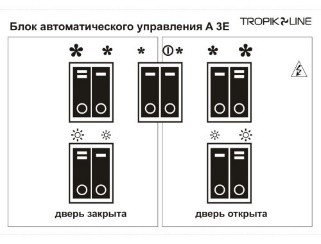 Блок автоматического управления А 3Е
TROPIK LINE
дверь закрыта
дверь открыта